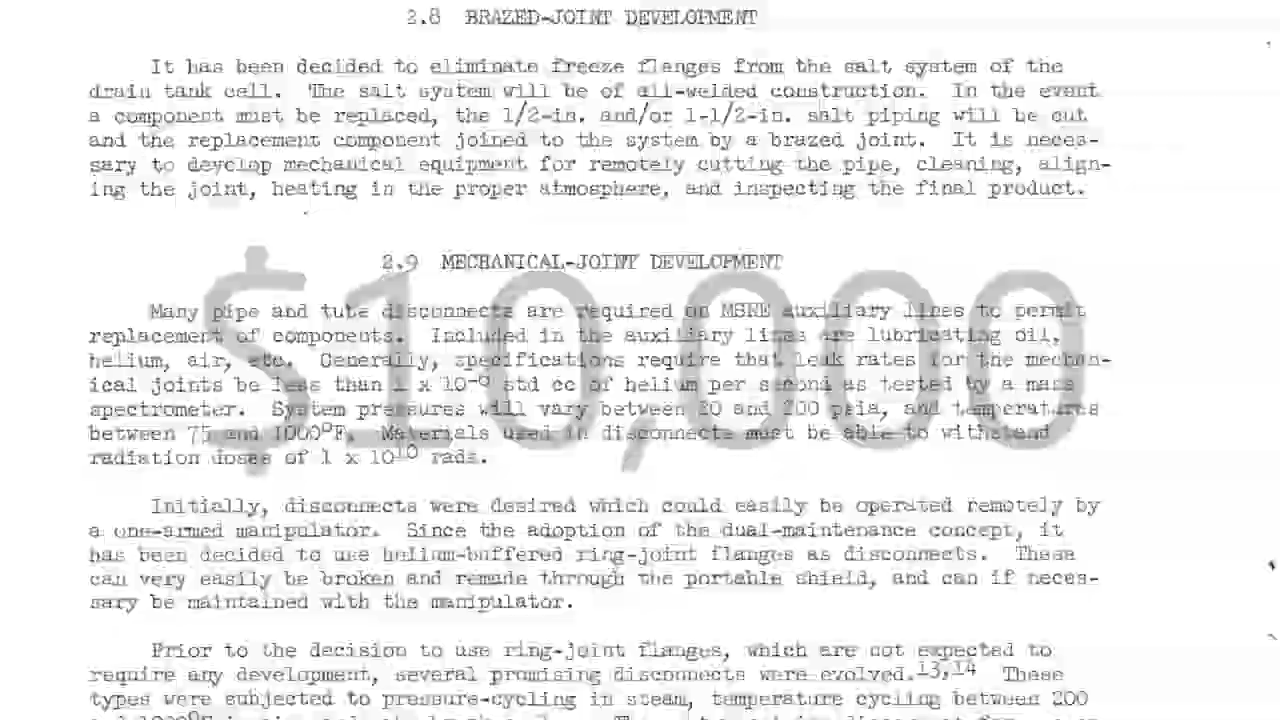 2.8 BRAZED-JOINT DEVELOPMENT
It has been decided to eliminate freeze flanges from the salt system of the
drain tank cell. The salt system will be of all-welded construction. In the event
a component must be replaced, the 1/2-in. and/or 1-1/2-in. salt piping will be cut
and the replacement component joined to the system by a brazed joint. It is neces-
sary to develop mechanical equipment for remotely cutting the pipe, cleaning, align-
ing the joint, heating in the proper atmosphere, and inspecting the final product.
2.9 MECHANICAL-JOINT DEVELOPMENT
$10,000
Many pipe and tube disconnects are required on MSRE auxiliary lines to permit
replacement of components. Included in the auxiliary lines are lubricating oil,
helium, air, etc. Generally, specifications require that leak rates for the mechan-
ical joints be less than 1 x 10 std cc of helium per second as tested by a mass
spectrometer. System pressures will vary between 20 and 200 psia, and temperatures
between 75 and 1000°F. Materials used in disconnects must be able to withstand
radiation doses of 1 x 10¹⁰ rads.
Initially, disconnects were desired which could easily be operated remotely by
a one-armed manipulator. Since the adoption of the dual-maintenance concept, it
has been decided to use helium-buffered ring-joint flanges as disconnects. These
can very easily be broken and remade through the portable shield, and can if neces-
sary be maintained with the manipulator.
Prior to the decision to use ring-joint flanges, which are not expected to
require any development, several promising disconnects were evolved.¹³,¹⁴ These
types were subjected to pressure-cycling in steam, temperature cycling between 200